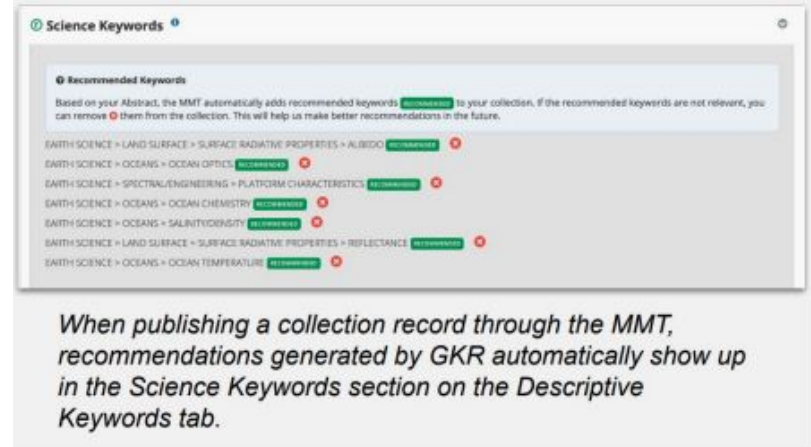 Science Keywords
Recommended Keywords
Based on your Abstract, the MMT automatically adds recommended keywords RECOMMENDED to your collection. If the recommended keywords are not relevant, you
can remove them from the collection. This will help us make better recommendations in the future.
EARTH SCIENCE > LAND SURFACE > SURFACE RADIATIVE PROPERTIES > ALBEDO RECOMMENDED
EARTH SCIENCE > OCEANS > OCEAN OPTICS RECOMMENDED
EARTH SCIENCE > SPECTRAL/ENGINEERING > PLATFORM CHARACTERISTICS RECOMMENDED
EARTH SCIENCE > OCEANS > OCEAN CHEMISTRY RECOMMENDED
EARTH SCIENCE > OCEANS > SALINITY/DENSITY RECOMMENDED
EARTH SCIENCE > LAND SURFACE > SURFACE RADIATIVE PROPERTIES > REFLECTANCE RECOMMENDED
EARTH SCIENCE > OCEANS > OCEAN TEMPERATURE RECOMMENDED
When publishing a collection record through the MMT,
recommendations generated by GKR automatically show up
in the Science Keywords section on the Descriptive
Keywords tab.